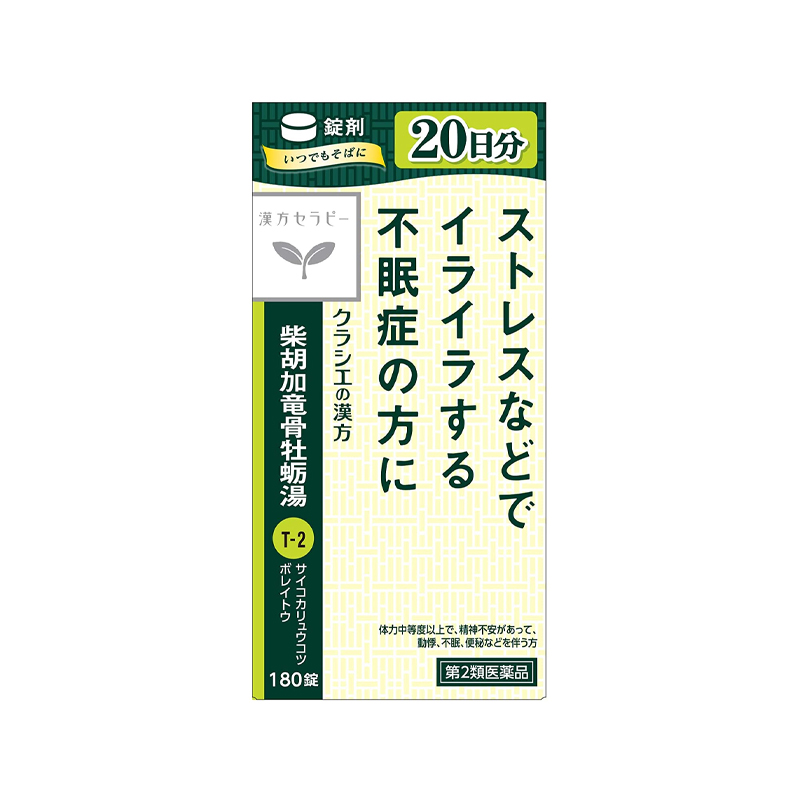 錠剤
いつでもそばに
20日分
漢方セラピー
ストレスなどで
イライラする
不眠症の方に
クラシエの漢方
柴胡加竜骨牡蛎湯
T-2
サイコカリュウコツ
ボレイトウ
180錠
体力中等度以上で、精神不安があって、
動悸、不眠、便秘などを伴う方
第2類医薬品